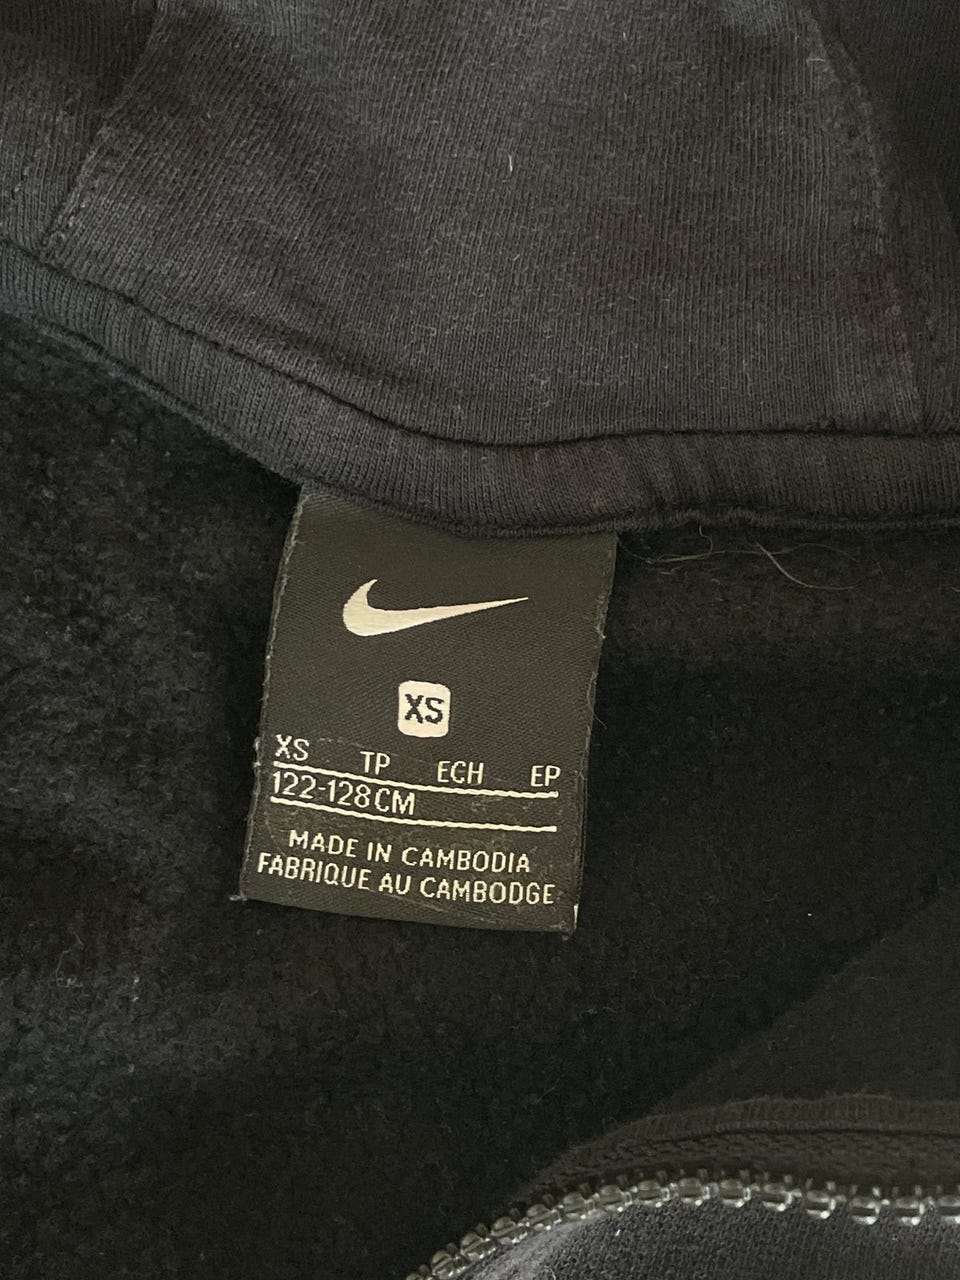 XS
XS TP ECH EP
122-128CM
MADE IN CAMBODIA
FABRIQUE AU CAMBODGE